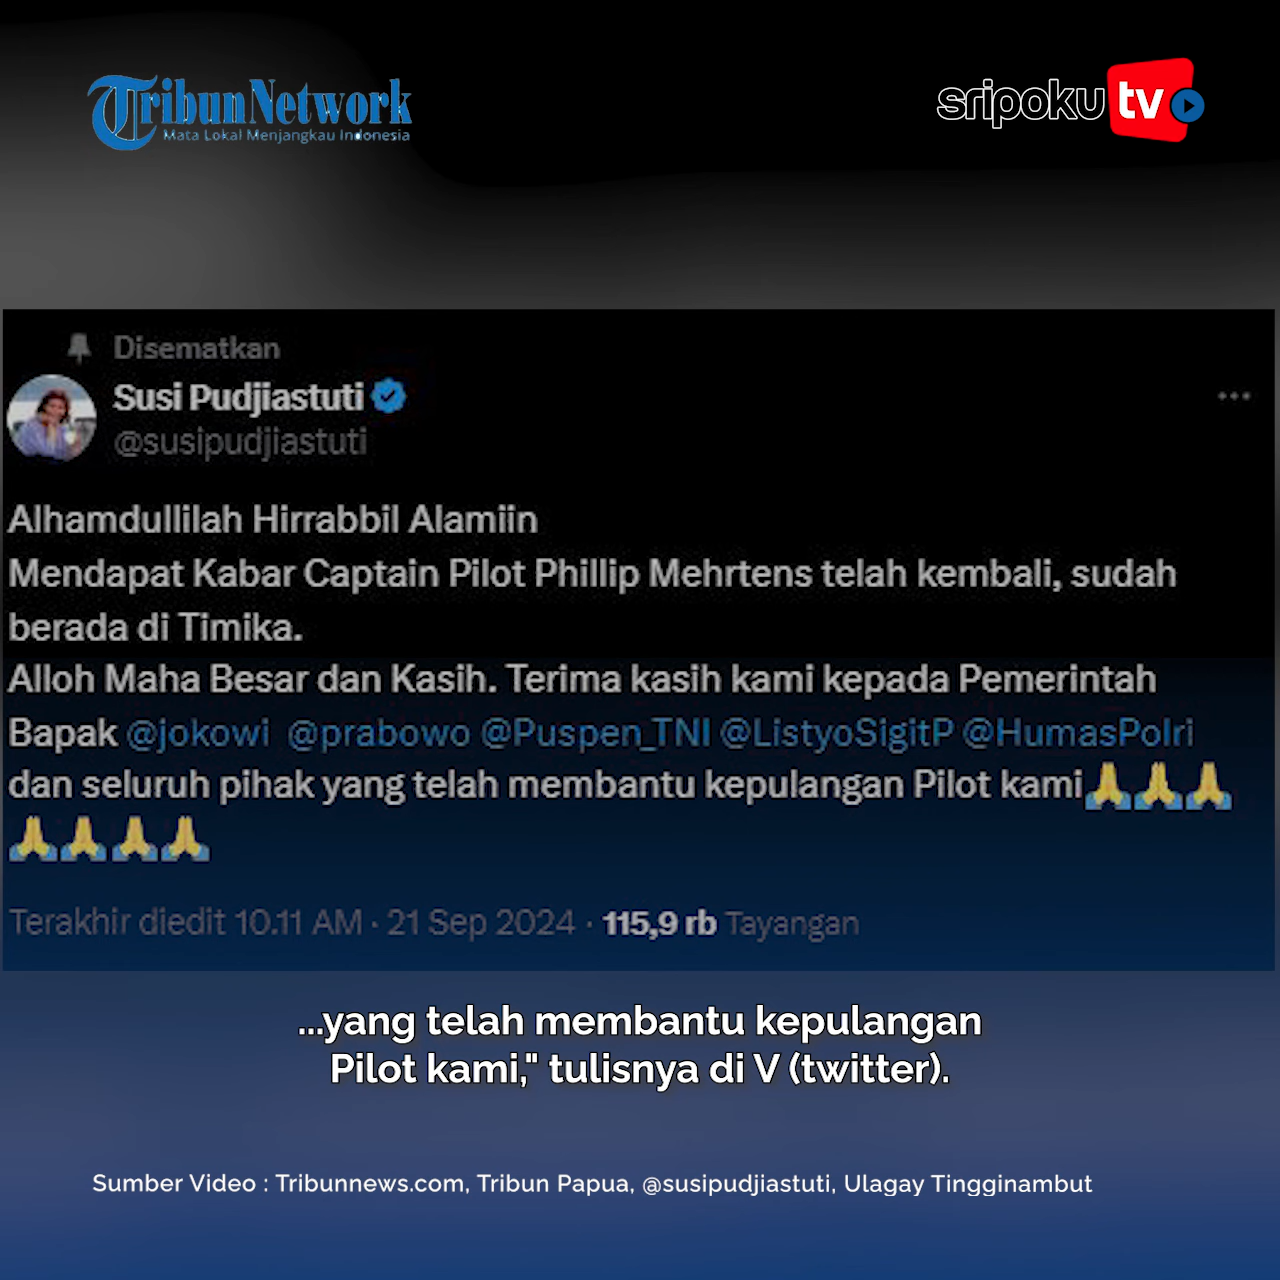 TribunNetwork
Mata Lokal Menjangkau Indonesia
sripoku tv
Disematkan
Susi Pudjiastuti
@susipudjiastuti
Alhamdullilah Hirrabbil Alamiin
Mendapat Kabar Captain Pilot Phillip Mehrtens telah kembali, sudah
berada di Timika.
Alloh Maha Besar dan Kasih. Terima kasih kami kepada Pemerintah
Bapak @jokowi @prabowo @Puspen_TNI @ListyoSigitP @HumasPolri
dan seluruh pihak yang telah membantu kepulangan Pilot kami🙏🙏🙏
🙏🙏🙏🙏
Terakhir diedit 10.11 AM · 21 Sep 2024 · 115,9 rb Tayangan
...yang telah membantu kepulangan
Pilot kami," tulisnya di V (twitter).
Sumber Video : Tribunnews.com, Tribun Papua, @susipudjiastuti, Ulagay Tingginambut